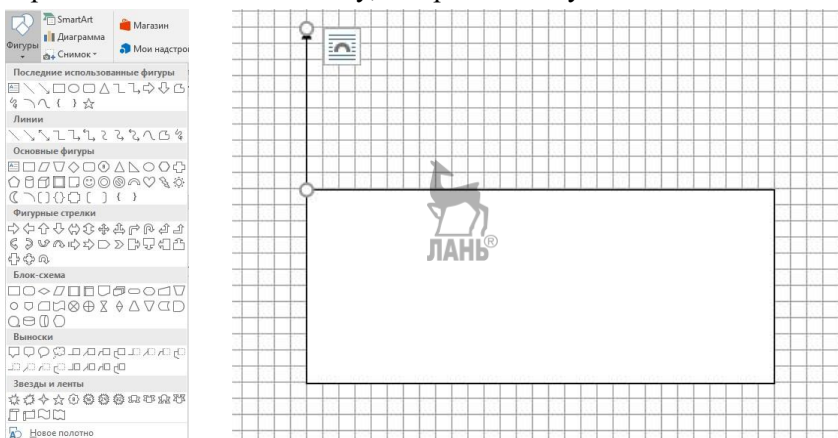 SmartArt
Магазин
Диаграмма
Фигуры
Снимок
Мои надстро
Последние использованные фигуры
Линии
Основные фигуры
Фигурные стрелки
Блок-схема
Выноски
Звезды и ленты
Новое полотно
ЛАНЬ®